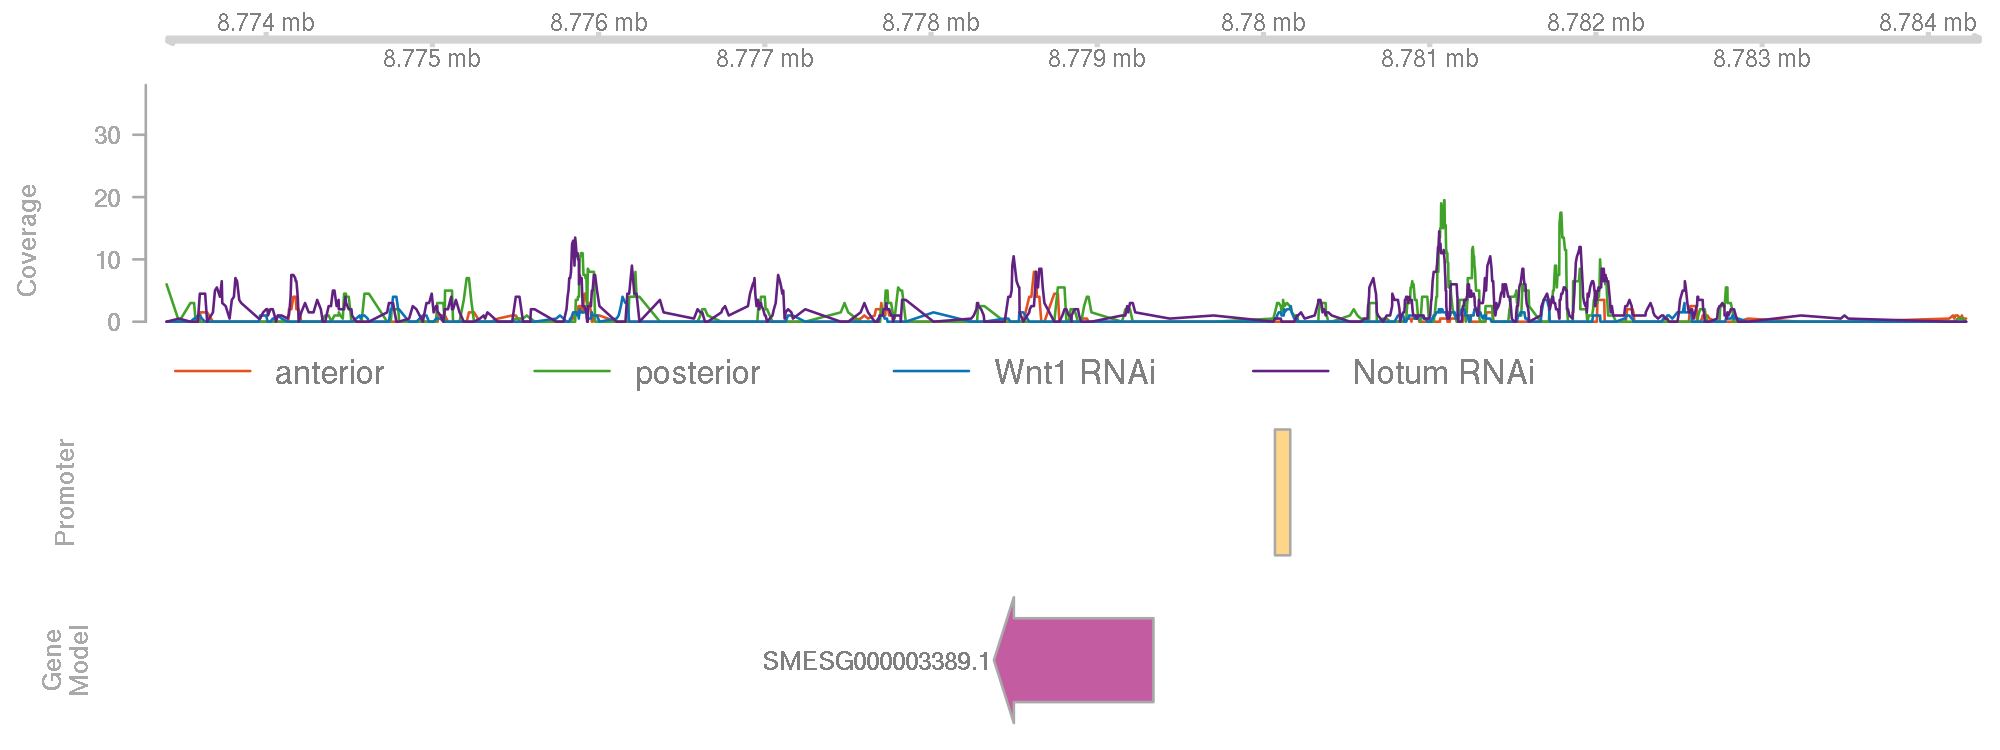 8.774 mb 8.776 mb 8.778 mb 8.78 mb 8.782 mb 8.784 mb
8.775 mb 8.777 mb 8.779 mb 8.781 mb 8.783 mb
Coverage
30
20
10
0
anterior posterior Wnt1 RNAi Notum RNAi
Promoter
Gene
Model
SMESG000003389.1